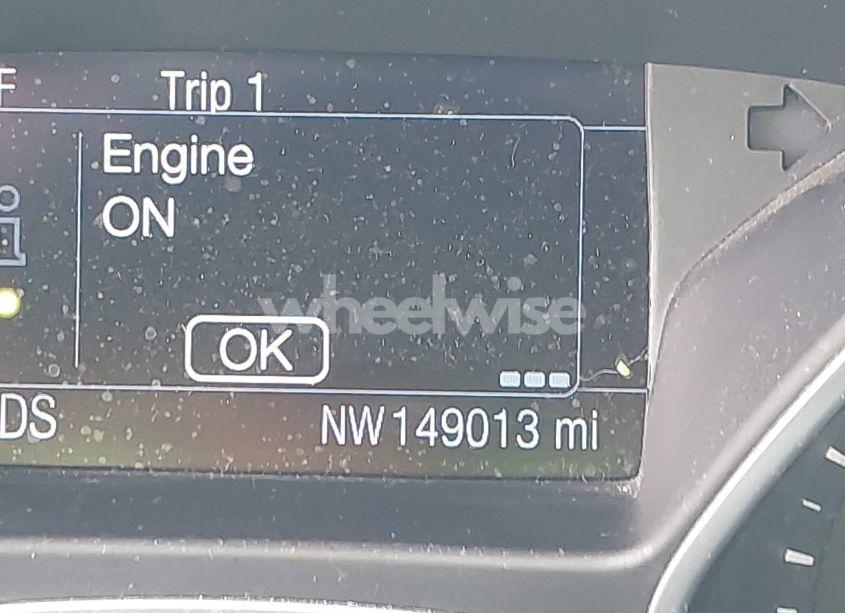 F
Trip 1
Engine
ON
wheelwise
OK
DS
NW 149013 mi